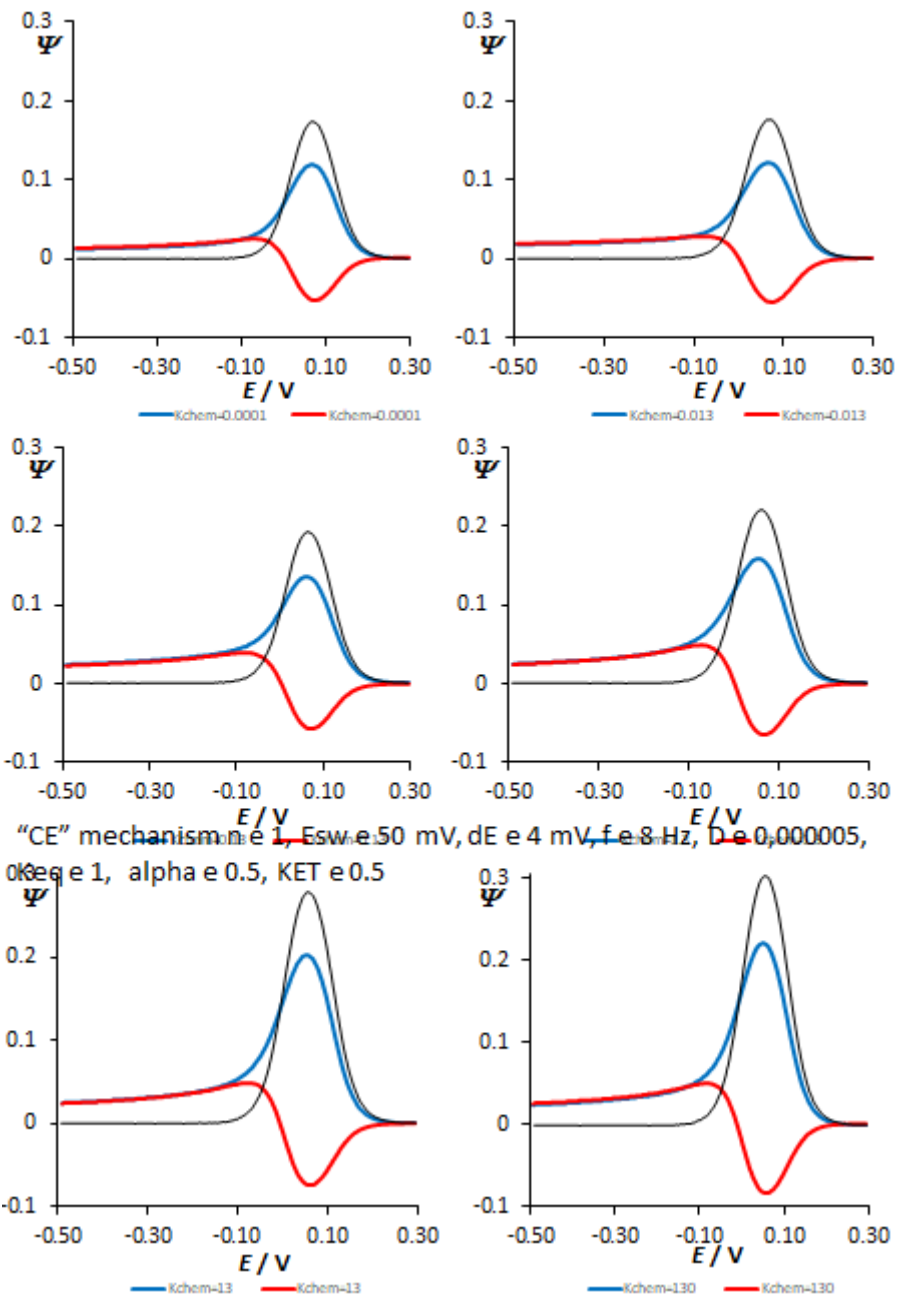 0.3 0.3
Ψ Ψ
0.2 0.2
0.1 0.1
0 0
-0.1 -0.1
-0.50 -0.30 -0.10 0.10 0.30 -0.50 -0.30 -0.10 0.10 0.30
E / V E / V
Kchem=0.0001 Kchem=0.0001 Kchem=0.013 Kchem=0.013
0.3 0.3
Ψ Ψ
0.2 0.2
0.1 0.1
0 0
-0.1 -0.1
-0.50 -0.30 -0.10 0.10 0.30 -0.50 -0.30 -0.10 0.10 0.30
E / V E / V
“CE” mechanism n e 1, Esw e 50 mV, dE e 4 mV, f e 8 Hz, D e 0,000005,
Keq e 1, alpha e 0.5, KET e 0.5
0.3 0.3
Ψ Ψ
0.2 0.2
0.1 0.1
0 0
-0.1 -0.1
-0.50 -0.30 -0.10 0.10 0.30 -0.50 -0.30 -0.10 0.10 0.30
E / V E / V
Kchem=13 Kchem=13 Kchem=130 Kchem=130